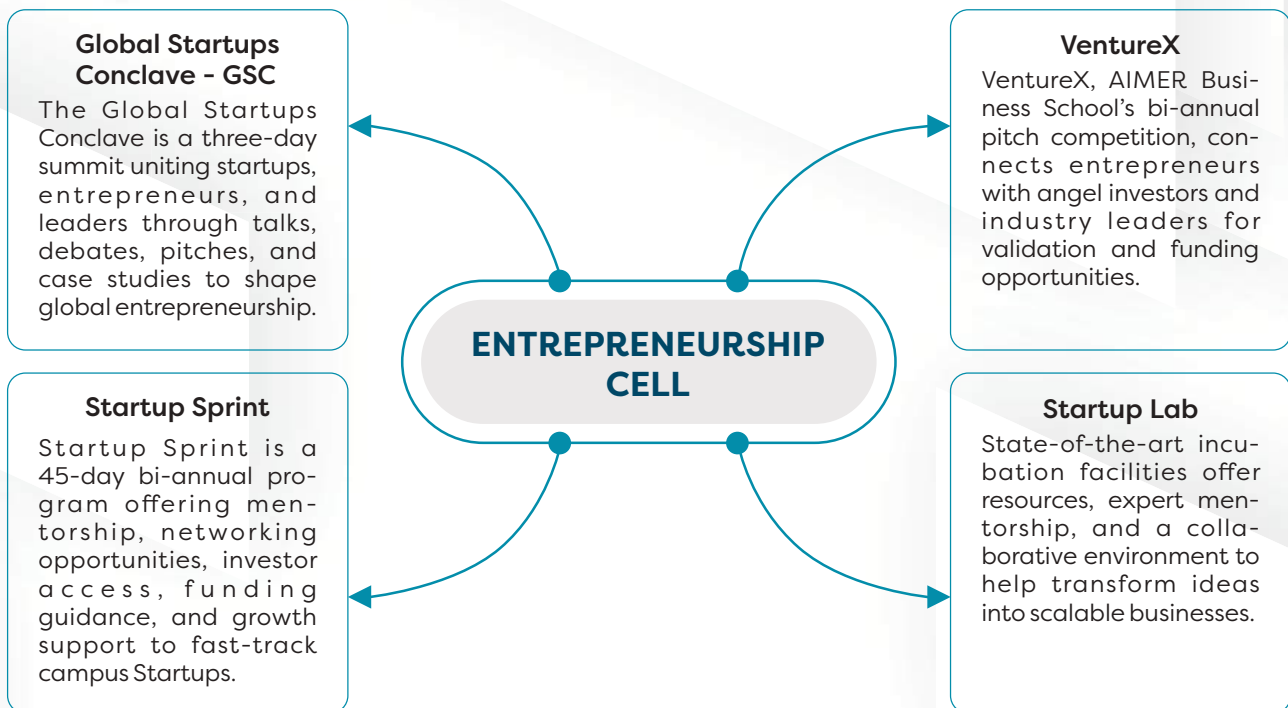 Global Startups
Conclave - GSC
The Global Startups
Conclave is a three-day
summit uniting startups,
entrepreneurs, and
leaders through talks,
debates, pitches, and
case studies to shape
global entrepreneurship.
VentureX
VentureX, AIMER Busi-
ness School’s bi-annual
pitch competition, con-
nects entrepreneurs
with angel investors and
industry leaders for
validation and funding
opportunities.
ENTREPRENEURSHIP
CELL
Startup Sprint
Startup Sprint is a
45-day bi-annual pro-
gram offering men-
torship, networking
opportunities, investor
access, funding
guidance, and growth
support to fast-track
campus Startups.
Startup Lab
State-of-the-art incu-
bation facilities offer
resources, expert men-
torship, and a colla-
borative environment to
help transform ideas
into scalable businesses.